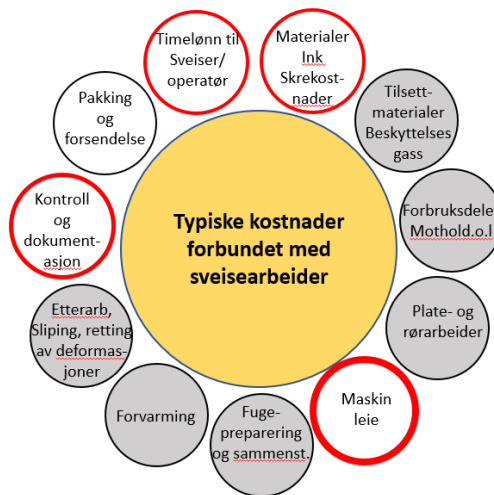 Typiske kostnader
forbundet med
sveisearbeider
Timelønn til
Sveiser/
operatør
Materialer
Ink
Skrekost-
nader
Tilsett-
materialer
Beskyttelses
gass
Forbruksdele
Mothold.o.l
Plate- og
rørarbeider
Maskin
leie
Fuge-
preparering
og sammenst.
Forvarming
Etterarb,
Sliping, retting
av deformas-
joner
Kontroll
og
dokument-
asjon
Pakking
og
forsendelse